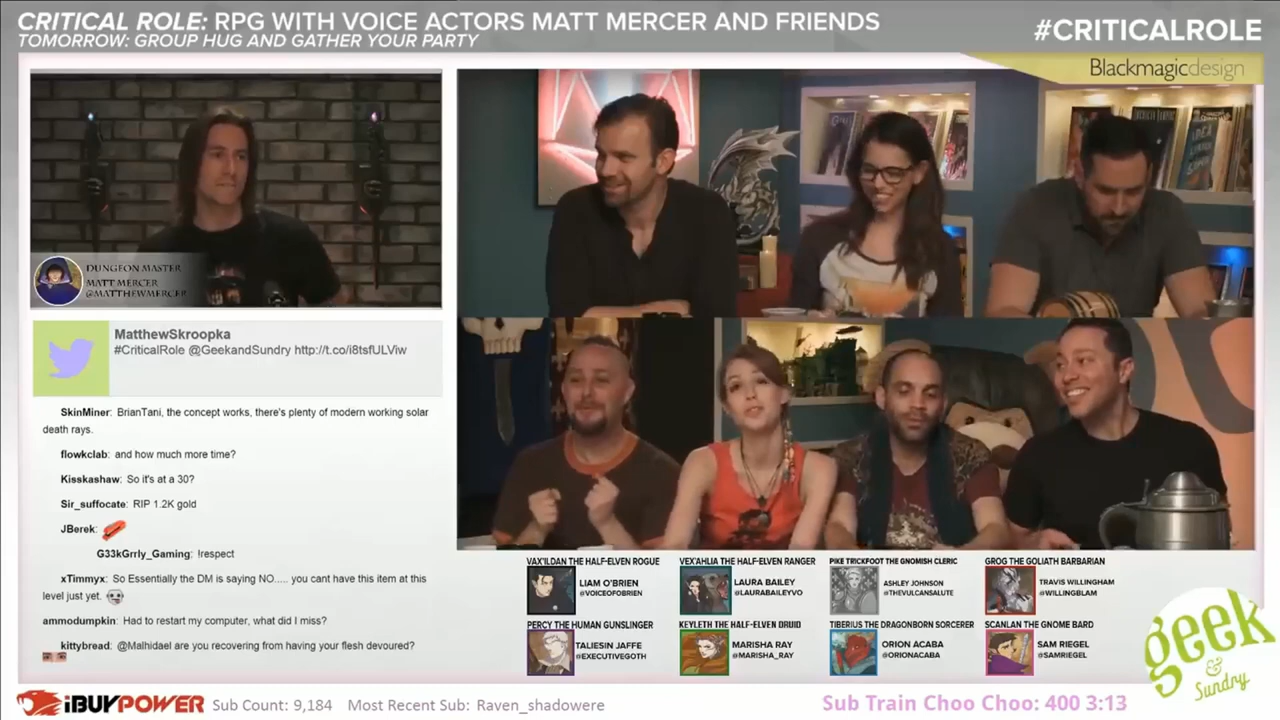 CRITICAL ROLE: RPG WITH VOICE ACTORS MATT MERCER AND FRIENDS
TOMORROW: GROUP HUG AND GATHER YOUR PARTY
#CRITICALROLE
Blackmagicdesign
DUNGEON MASTER
MATT MERCER
@MATTHEWMERCER
MatthewSkroopka
#CriticalRole @GeekandSundry http://t.co/i8tsfULViw
SkinMiner: BrianTani, the concept works, there's plenty of modern working solar
death rays.
flowkclab: and how much more time?
Kisskashaw: So it's at a 30?
Sir_suffocate: RIP 1.2K gold
JBerek:
G33kGrrly_Gaming: !respect
xTimmyx: So Essentially the DM is saying NO..... you cant have this item at this
level just yet.
ammodumpkin: Had to restart my computer, what did I miss?
kittybread: @Malhidael are you recovering from having your flesh devoured?
VAX'ILDAN THE HALF-ELVEN ROGUE
LIAM O'BRIEN
@VOICEOFOBRIEN
VEX'AHLIA THE HALF-ELVEN RANGER
LAURA BAILEY
@LAURABAILEYVO
PIKE TRICKFOOT THE GNOMISH CLERIC
ASHLEY JOHNSON
@THEVULCANSALUTE
GROG THE GOLIATH BARBARIAN
TRAVIS WILLINGHAM
@WILLINGBLAM
PERCY THE HUMAN GUNSLINGER
TALIESIN JAFFE
@EXECUTIVEGOTH
KEYLETH THE HALF-ELVEN DRUID
MARISHA RAY
@MARISHA_RAY
TIBERIUS THE DRAGONBORN SORCERER
ORION ACABA
@ORIONACABA
SCANLAN THE GNOME BARD
SAM RIEGEL
@SAMRIEGEL
geek
&
Sundry
iBUYPOWER
Sub Count: 9,184 Most Recent Sub: Raven_shadowere
Sub Train Choo Choo: 400 3:13